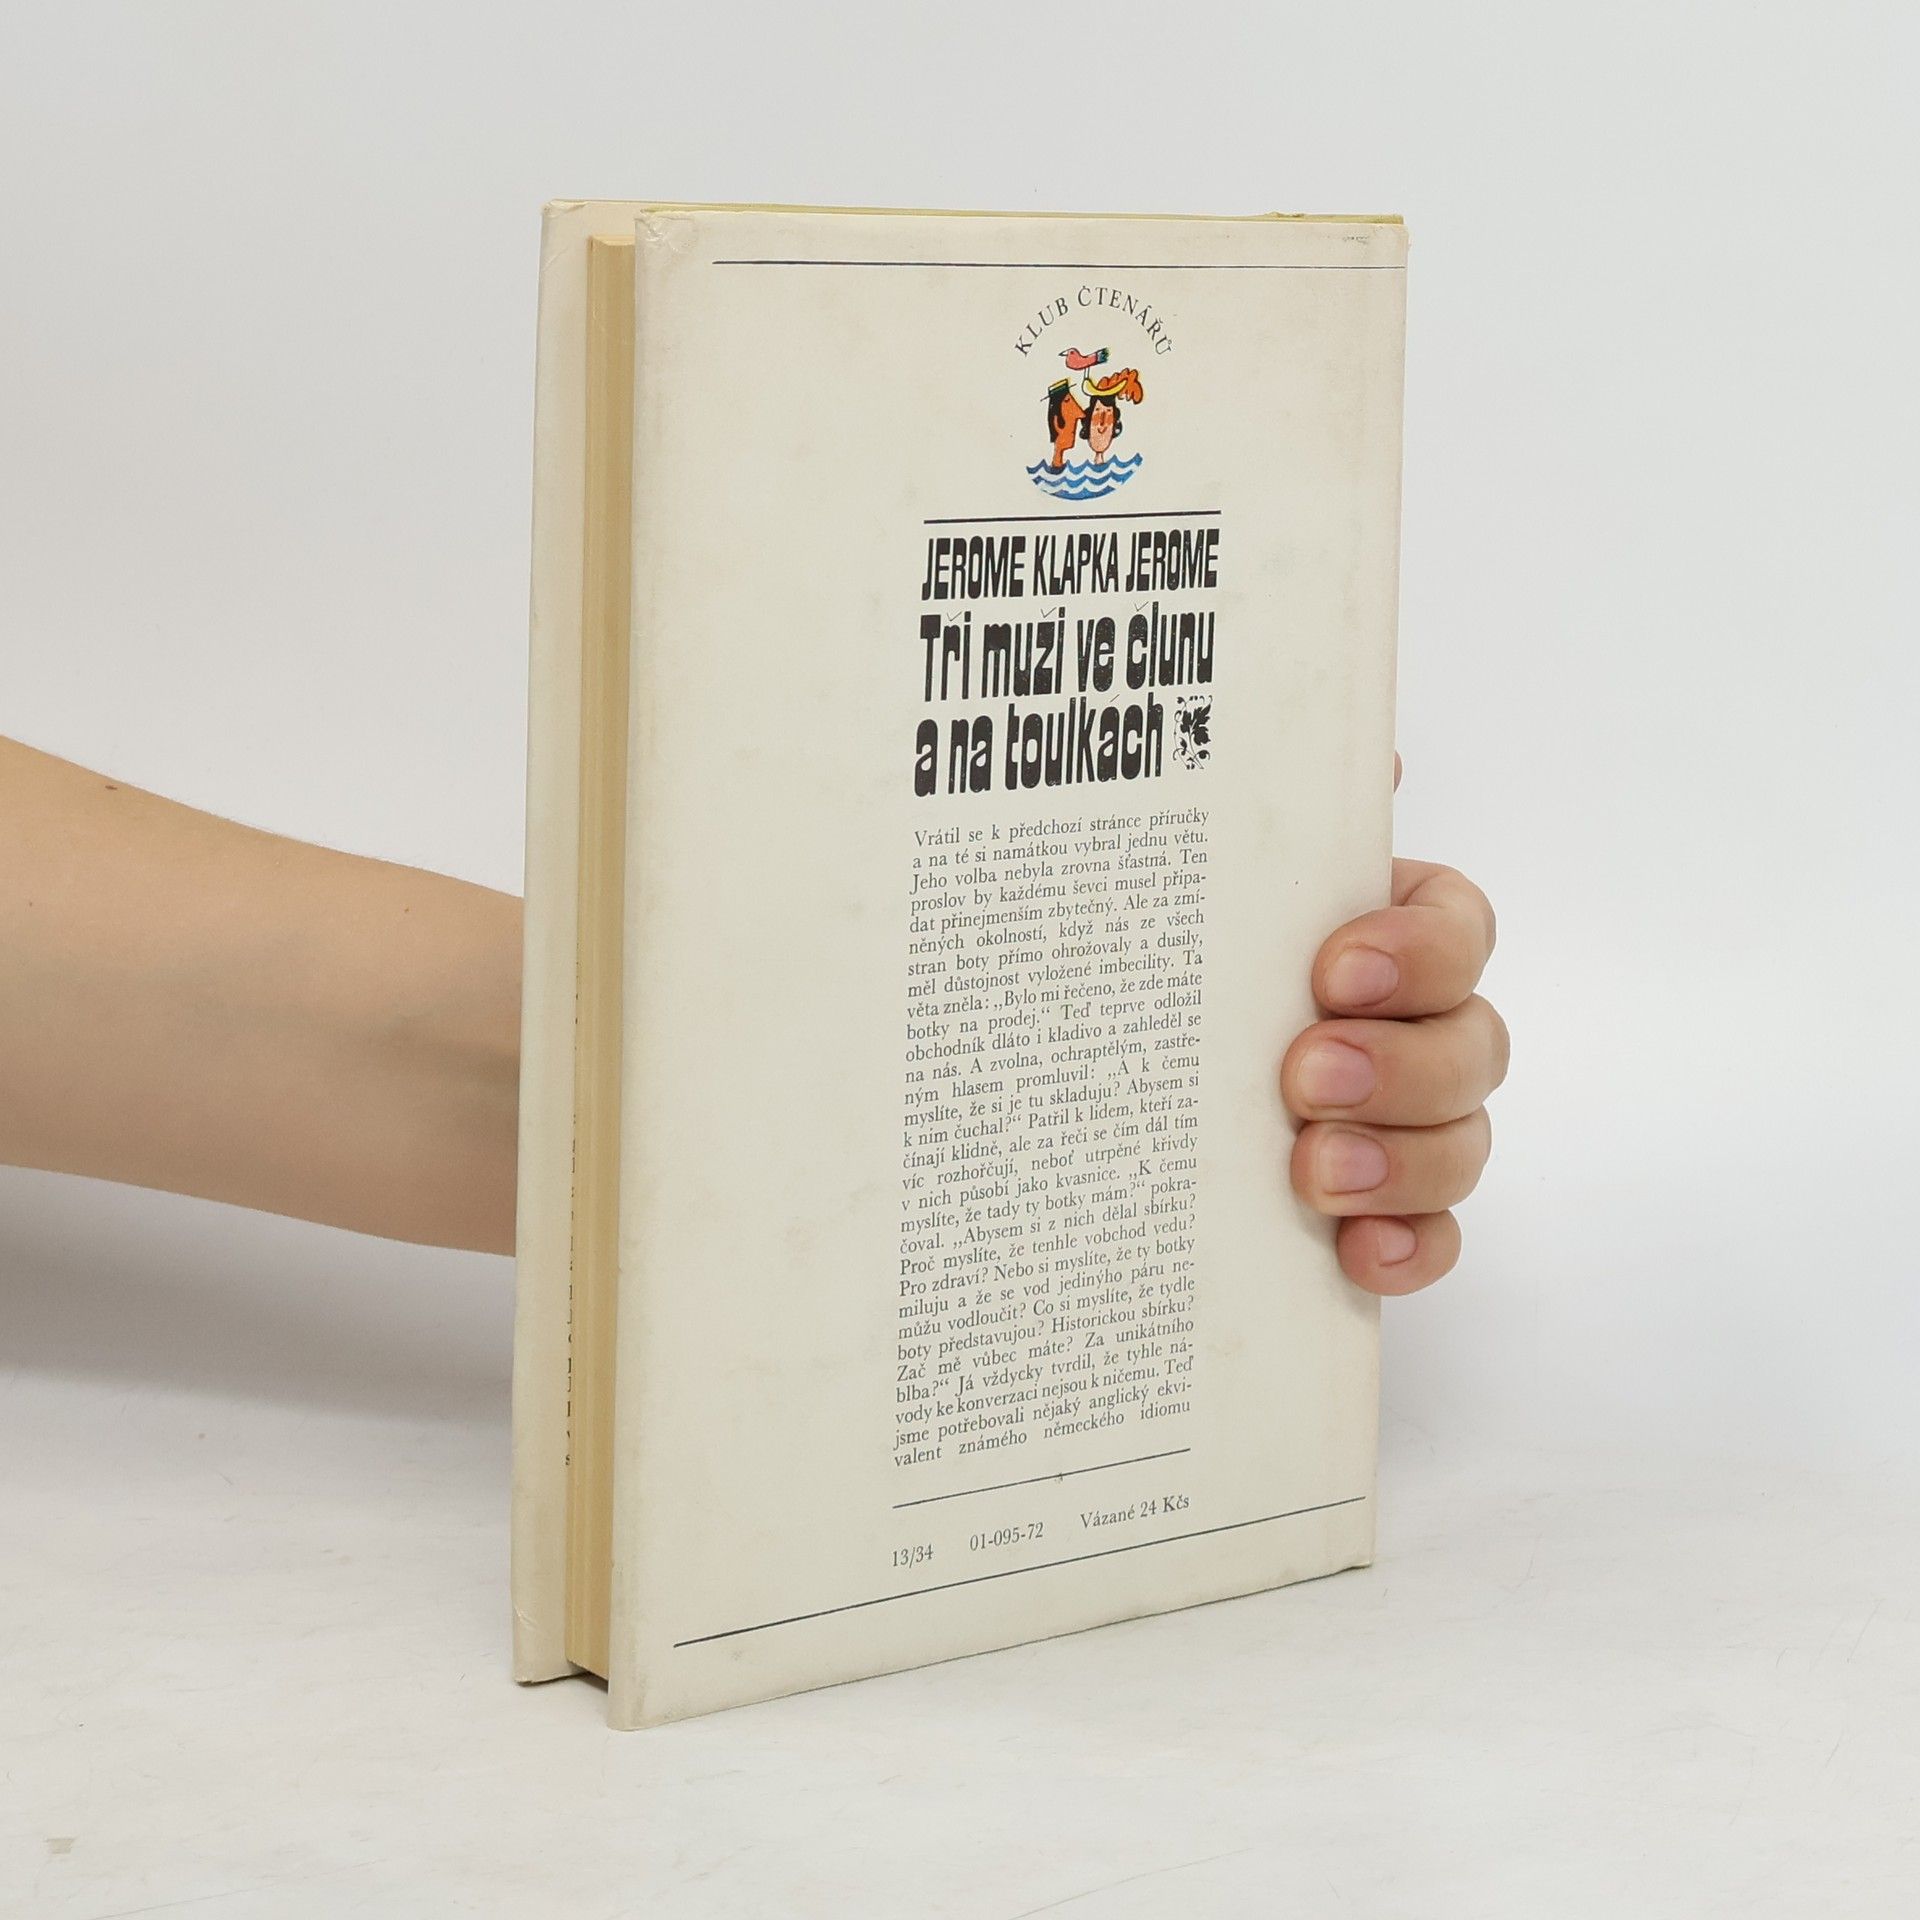 KLUB ČTENÁŘŮ
JEROME KLAPKA JEROME
Tři muži ve člunu
a na toulkách
Vrátil se k předchozí stránce příručky
a na té si namátkou vybral jednu větu.
Jeho volba nebyla zrovna šťastná. Ten
proslov by každému ševci musel připa-
dat přinejmenším zbytečný. Ale za zmí-
něných okolností, když nás ze všech
stran boty přímo ohrožovaly a dusily,
měl důstojnost vyložené imbecility. Ta
věta zněla: „Bylo mi řečeno, že zde máte
botky na prodej.“ Teď teprve odložil
obchodník dláto i kladivo a zahleděl se
na nás. A zvolna, ochraptělým, zastře-
ným hlasem promluvil: „A k čemu
myslíte, že si je tu skladuju? Abysem si
k ním čuchal?“ Patřil k lidem, kteří za-
čínají klidně, ale za řeči se čím dál tím
víc rozhořčují, neboť utrpěné křivdy
v nich působí jako kvasnice. „K čemu
myslíte, že tady ty botky mám?“ pokra-
čoval. „Abysem si z nich dělal sbírku?
Proč myslíte, že tenhle vobchod vedu?
Pro zdraví? Nebo si myslíte, že ty botky
miluju a že se vod jedinýho páru ne-
můžu vodloučit? Co si myslíte, že tydle
boty představujou? Historickou sbírku?
Zač mě vůbec máte? Za unikátního
blba?“ Já vždycky tvrdil, že tyhle ná-
vody ke konverzaci nejsou k ničemu. Teď
jsme potřebovali nějaký anglický ekvi-
valent známého německého idiomu
13/34 01-095-72 Vázané 24 Kčs